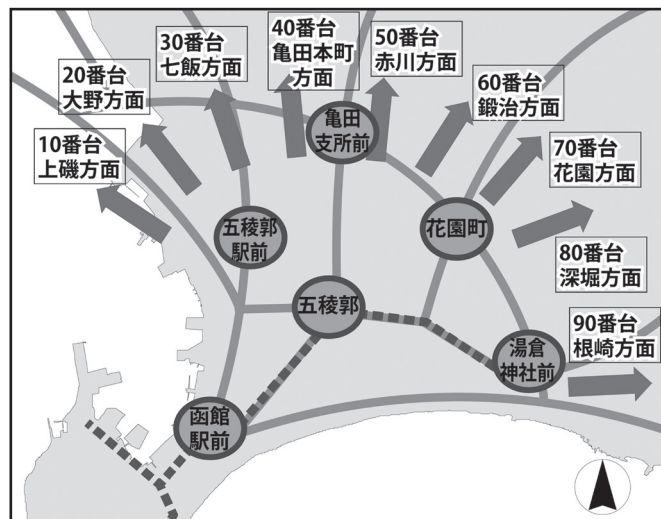 10番台
上磯方面
20番台
大野方面
30番台
七飯方面
40番台
亀田本町
方面
50番台
赤川方面
60番台
鍛治方面
70番台
花園方面
80番台
深堀方面
90番台
根崎方面
亀田
支所前
五稜郭
駅前
花園町
五稜郭
湯倉
神社前
函館
駅前